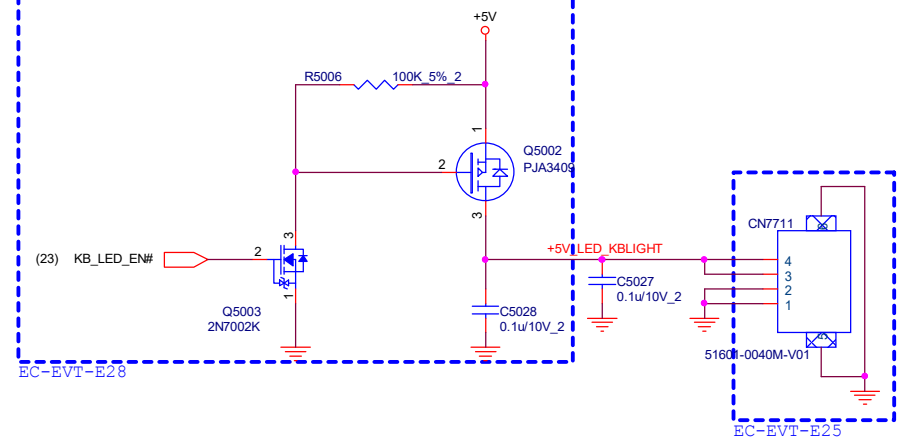 +5V
R5006 100K_5%_2
1
Q5002
PJA3409
2
3
3
(23) KB_LED_EN#
2
1
Q5003
2N7002K
+5V_LED_KBLIGHT
C5027
0.1u/10V_2
C5028
0.1u/10V_2
CN7711
4
3
2
1
51601-0040M-V01
EC-EVT-E28
EC-EVT-E25